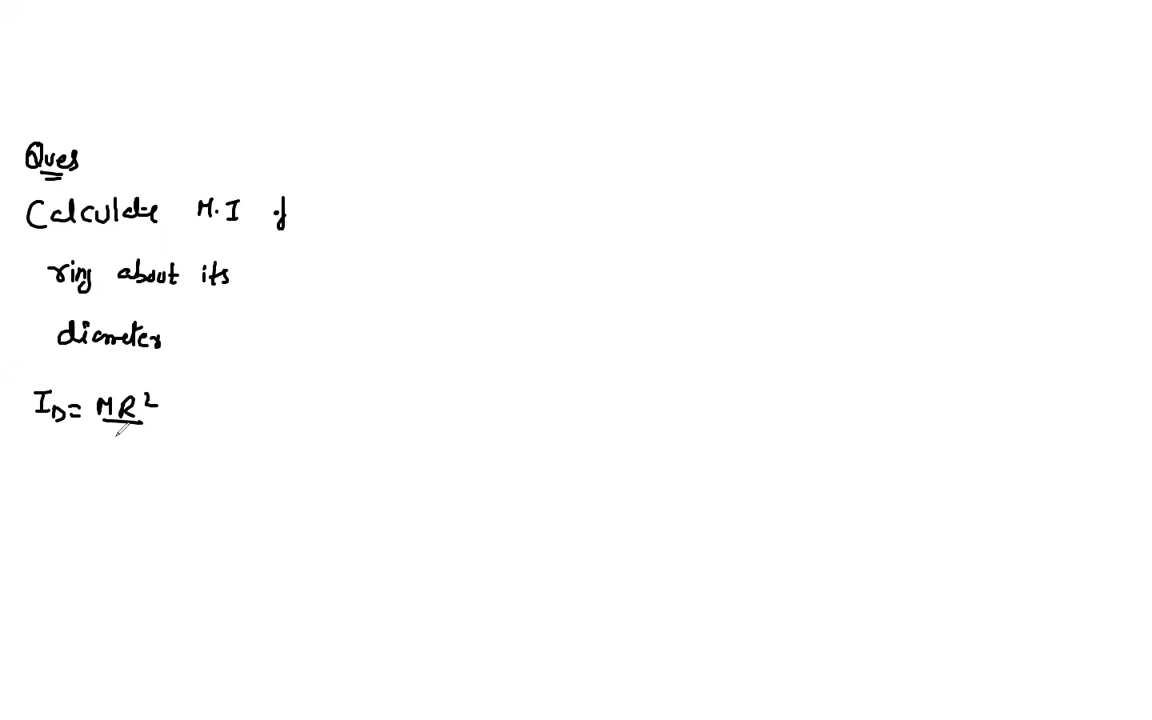 Ques
Calculate M.I of
ring about its
diameter
I_D = MR²